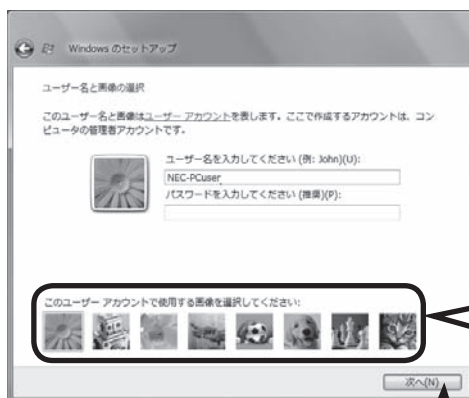 Windows のセットアップ
ユーザー名と画像の選択
このユーザー名と画像はユーザー アカウントを表します。ここで作成するアカウントは、コン
ピュータの管理者アカウントです。
ユーザー名を入力してください (例: John)(U):
NEC-PCuser
パスワードを入力してください (推奨)(P):
このユーザー アカウントで使用する画像を選択してください:
次へ(N)